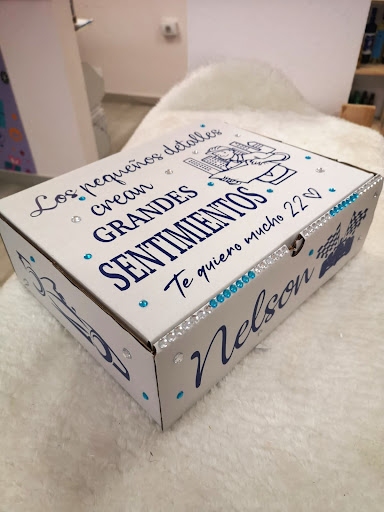 Los pequeños detalles
crean
GRANDES
SENTIMIENTOS
Te quiero mucho 22♡
Nelson